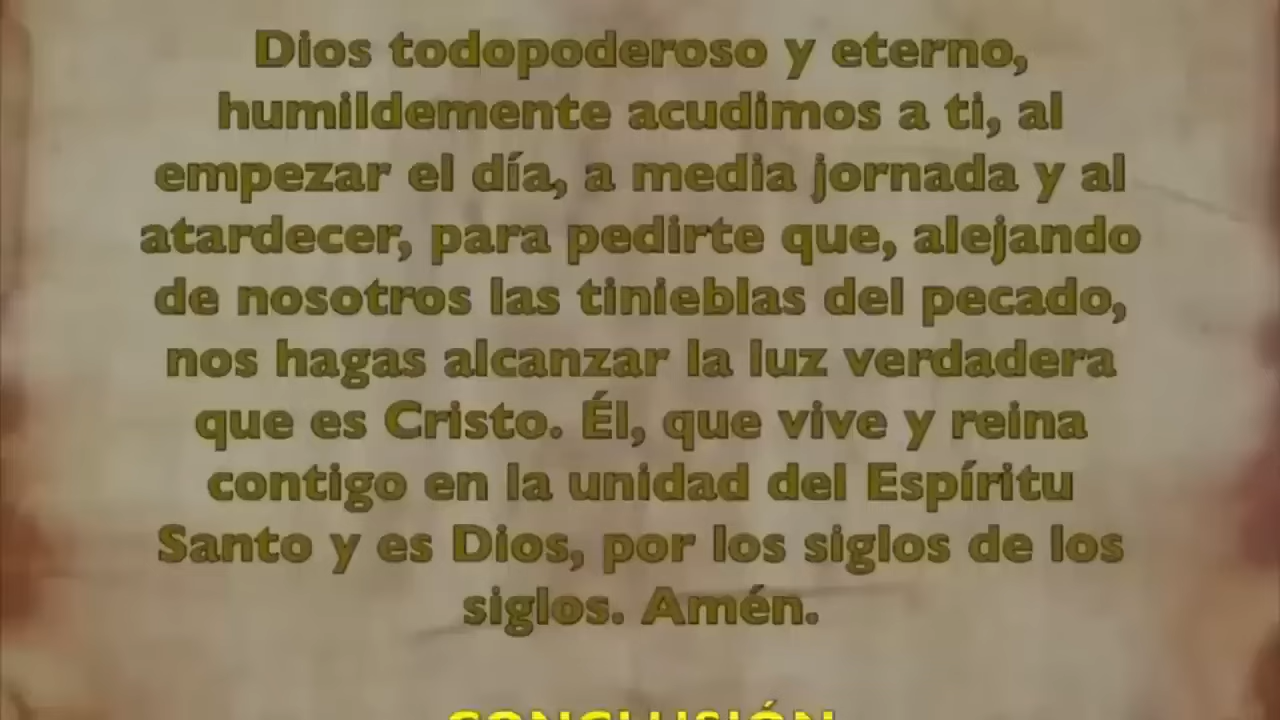 Dios todopoderoso y eterno,
humildemente acudimos a ti, al
empezar el día, a media jornada y al
atardecer, para pedirte que, alejando
de nosotros las tinieblas del pecado,
nos hagas alcanzar la luz verdadera
que es Cristo. Él, que vive y reina
contigo en la unidad del Espíritu
Santo y es Dios, por los siglos de los
siglos. Amén.
CONCLUSIÓN